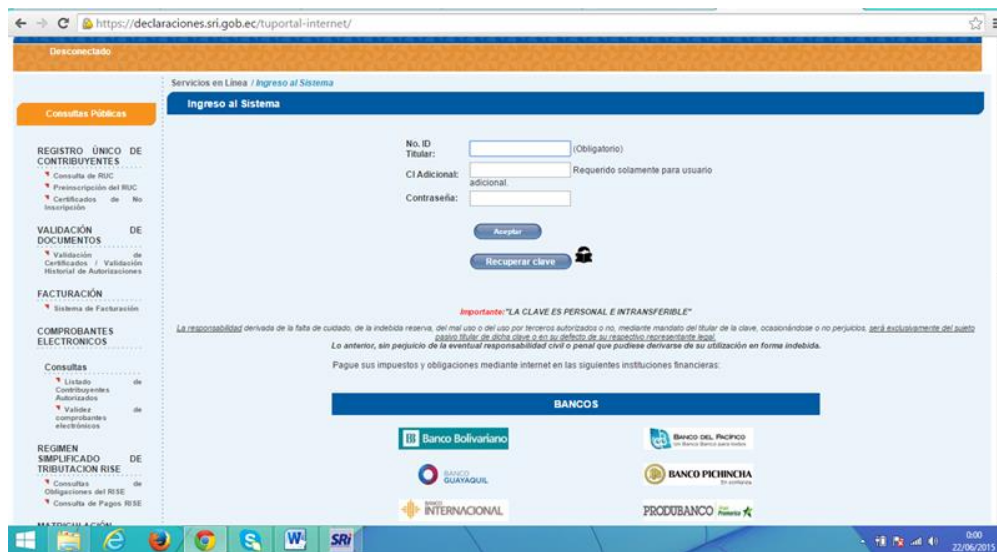 https://declaraciones.sri.gob.ec/tuportal-internet/
Desconectado
Servicios en Línea / Ingreso al Sistema
Ingreso al Sistema
Consultas Públicas
REGISTRO ÚNICO DE
CONTRIBUYENTES
Consulta de RUC
Preinscripción del RUC
Certificados de No
Inscripción
VALIDACIÓN DE
DOCUMENTOS
Validación de
Certificados / Validación
Historial de Autorizaciones
FACTURACIÓN
Sistema de Facturación
COMPROBANTES
ELECTRONICOS
Consultas
Listado de
Contribuyentes
Autorizados
Validez de
comprobantes
electrónicos
REGIMEN
SIMPLIFICADO DE
TRIBUTACION RISE
Consultas de
Obligaciones del RISE
Consulta de Pagos RISE
MATRICULACIÓN
No. ID
Titular:
(Obligatorio)
CI Adicional:
Requerido solamente para usuario
adicional.
Contraseña:
Aceptar
Recuperar clave
Importante:"LA CLAVE ES PERSONAL E INTRANSFERIBLE"
La responsabilidad derivada de la falta de cuidado, de la indebida reserva, del mal uso o del uso por terceros autorizados o no, mediante mandato del titular de la clave, ocasionándose o no perjuicios, será exclusivamente del sujeto
pasivo titular de dicha clave o en su defecto de su respectivo representante legal.
Lo anterior, sin perjuicio de la eventual responsabilidad civil o penal que pudiese derivarse de su utilización en forma indebida.
Pague sus impuestos y obligaciones mediante internet en las siguientes instituciones financieras:
BANCOS
Banco Bolivariano
BANCO DEL PACÍFICO
BANCO
GUAYAQUIL
BANCO PICHINCHA
En confianza
BANCO
INTERNACIONAL
PRODUBANCO
Grupo
Promerica
SRi
0:00
22/06/2015